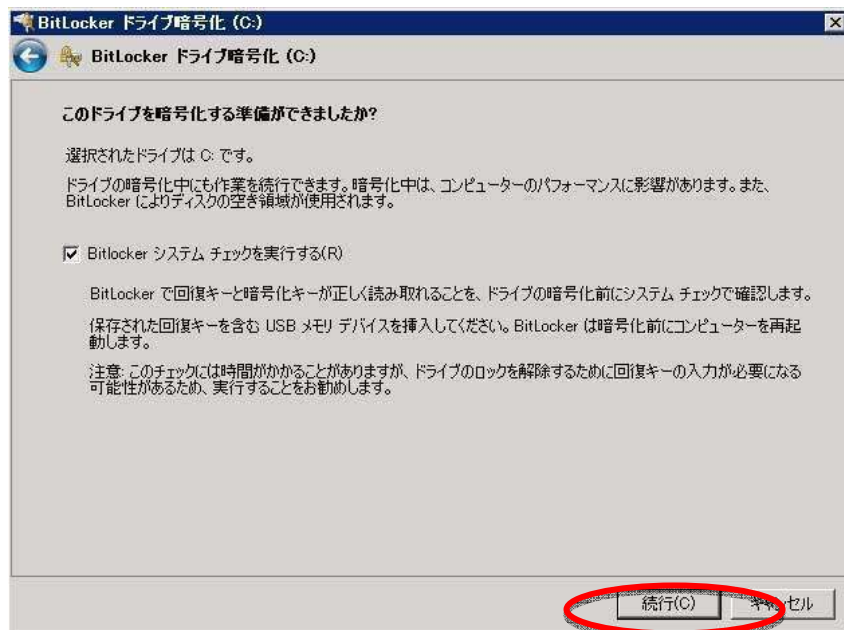 BitLocker ドライブ暗号化 (C:)
BitLocker ドライブ暗号化 (C:)
このドライブを暗号化する準備ができましたか?
選択されたドライブは C: です。
ドライブの暗号化中にも作業を続行できます。暗号化中は、コンピューターのパフォーマンスに影響があります。また、
BitLocker によりディスクの空き領域が使用されます。
Bitlocker システム チェックを実行する(R)
BitLocker で回復キーと暗号化キーが正しく読み取れることを、ドライブの暗号化前にシステム チェックで確認します。
保存された回復キーを含む USB メモリ デバイスを挿入してください。BitLocker は暗号化前にコンピューターを再起
動します。
注意: このチェックには時間がかかることがありますが、ドライブのロックを解除するために回復キーの入力が必要になる
可能性があるため、実行することをお勧めします。
続行(C) キャンセル